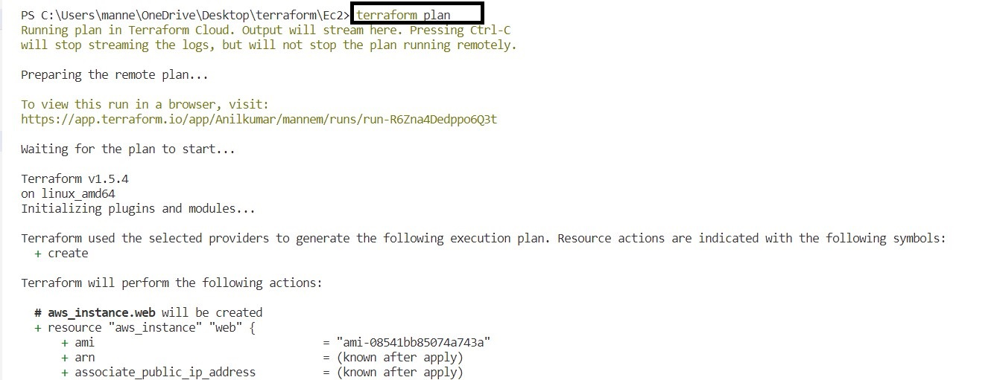 PS C:\Users\manne\OneDrive\Desktop\terraform\Ec2> terraform plan
Running plan in Terraform Cloud. Output will stream here. Pressing Ctrl-C
will stop streaming the logs, but will not stop the plan running remotely.
Preparing the remote plan...
To view this run in a browser, visit:
https://app.terraform.io/app/Anilkumar/mannem/runs/run-R6Zna4Dedppo6Q3t
Waiting for the plan to start...
Terraform v1.5.4
on linux_amd64
Initializing plugins and modules...
Terraform used the selected providers to generate the following execution plan. Resource actions are indicated with the following symbols:
+ create
Terraform will perform the following actions:
# aws_instance.web will be created
+ resource "aws_instance" "web" {
+ ami = "ami-08541bb85074a743a"
+ arn = (known after apply)
+ associate_public_ip_address = (known after apply)